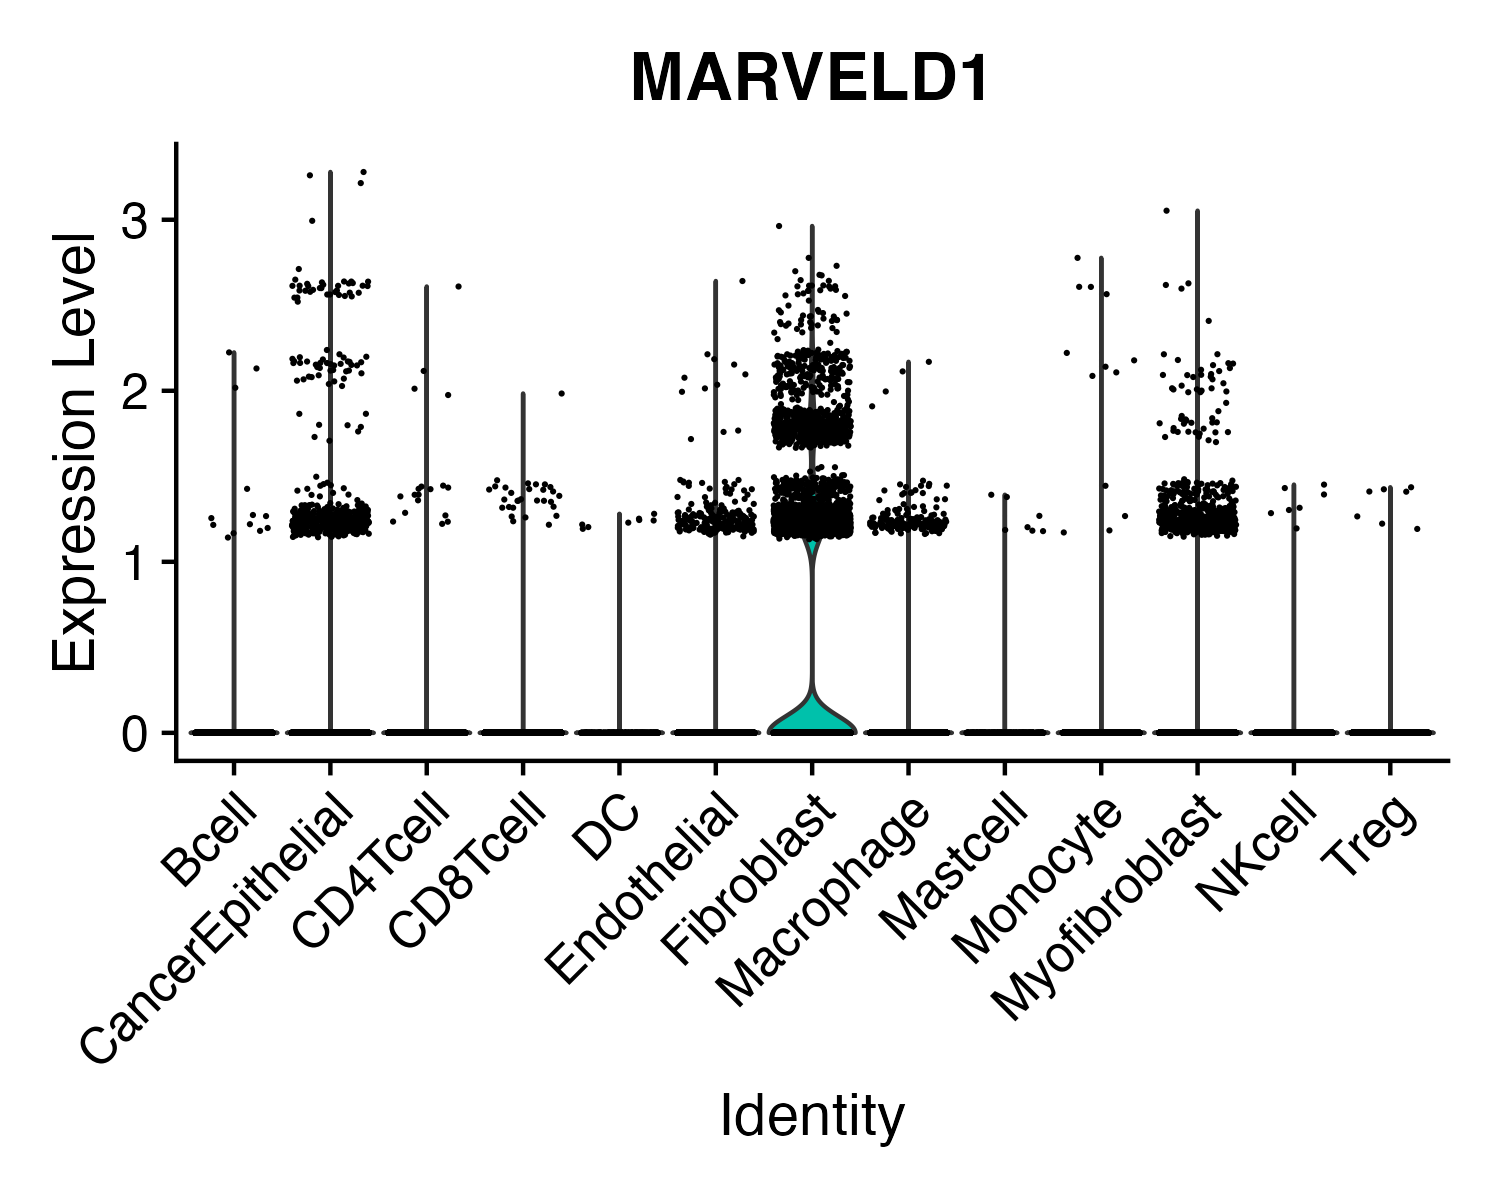 MARVELD1
Expression Level
3
2
1
0
Bcell
CancerEpithelial
CD4Tcell
CD8Tcell
DC
Endothelial
Fibroblast
Macrophage
Mastcell
Monocyte
Myofibroblast
NKcell
Treg
Identity